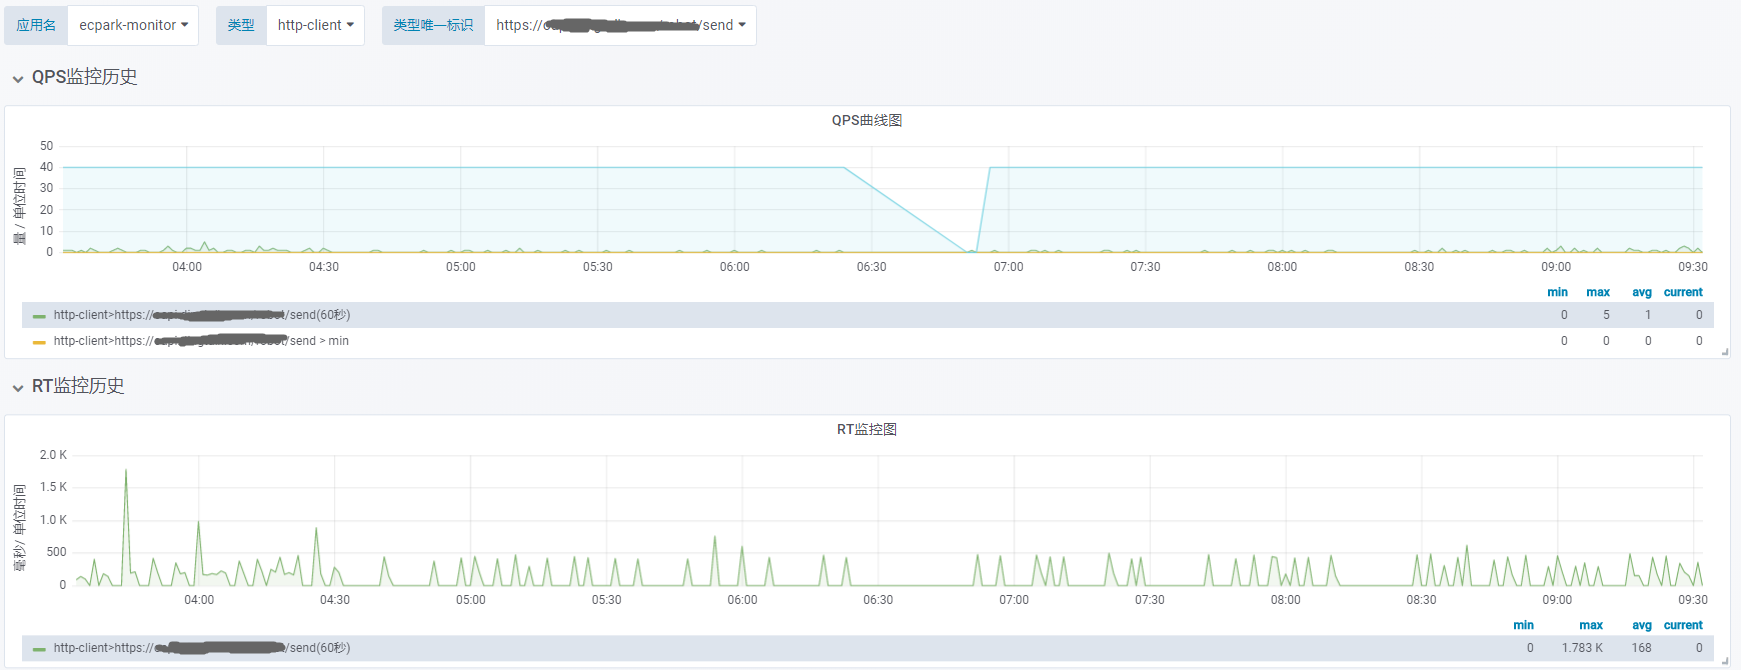 应用名 ecpark-monitor 类型 http-client 类型唯一标识 https:// /send
QPS监控历史
QPS曲线图
量 / 单位时间
50
40
30
20
10
0
04:00 04:30 05:00 05:30 06:00 06:30 07:00 07:30 08:00 08:30 09:00 09:30
min max avg current
http-client>https:// /send(60秒) 0 5 1 0
http-client>https:// /send > min 0 0 0 0
RT监控历史
RT监控图
毫秒/ 单位时间
2.0 K
1.5 K
1.0 K
500
0
04:00 04:30 05:00 05:30 06:00 06:30 07:00 07:30 08:00 08:30 09:00 09:30
min max avg current
http-client>https:// /send(60秒) 0 1.783 K 168 0